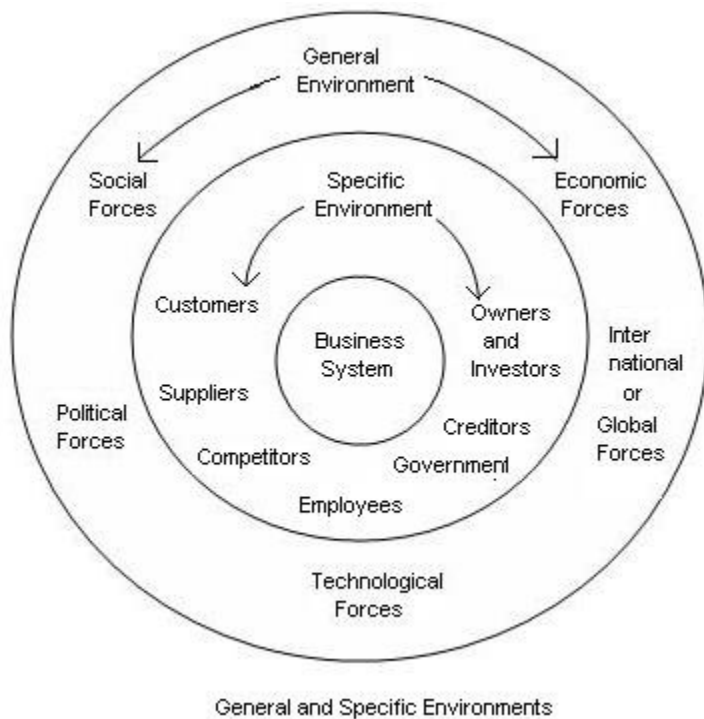 General
Environment
Social
Forces
Economic
Forces
Specific
Environment
Customers
Owners
and
Investors
Business
System
Inter
national
or
Global
Forces
Suppliers
Political
Forces
Creditors
Competitors
Government
Employees
Technological
Forces
General and Specific Environments